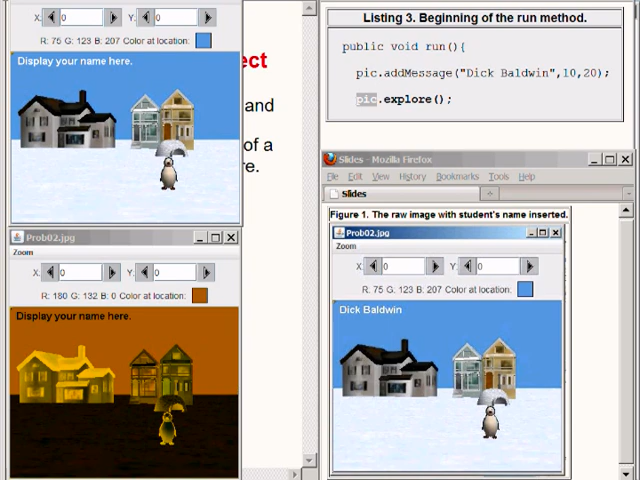 X: 0 Y: 0
R: 75 G: 123 B: 207 Color at location:
Display your name here.
ect
and
of a
re.
Prob02.jpg
Zoom
X: 0 Y: 0
R: 180 G: 132 B: 0 Color at location:
Display your name here.
Listing 3. Beginning of the run method.
public void run(){
pic.addMessage("Dick Baldwin",10,20);
pic.explore();
Slides - Mozilla Firefox
File Edit View History Bookmarks Tools Help
Slides
Figure 1. The raw image with student's name inserted.
Prob02.jpg
Zoom
X: 0 Y: 0
R: 75 G: 123 B: 207 Color at location:
Dick Baldwin